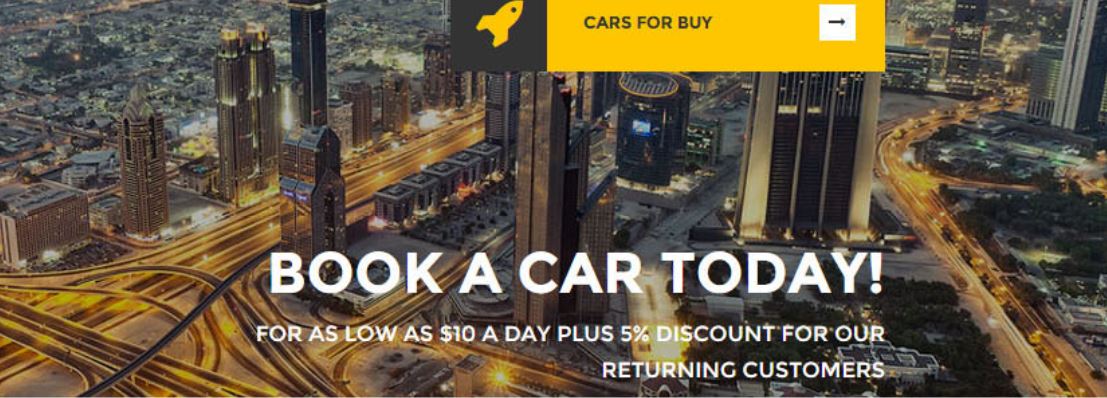 CARS FOR BUY
BOOK A CAR TODAY!
FOR AS LOW AS $10 A DAY PLUS 5% DISCOUNT FOR OUR
RETURNING CUSTOMERS